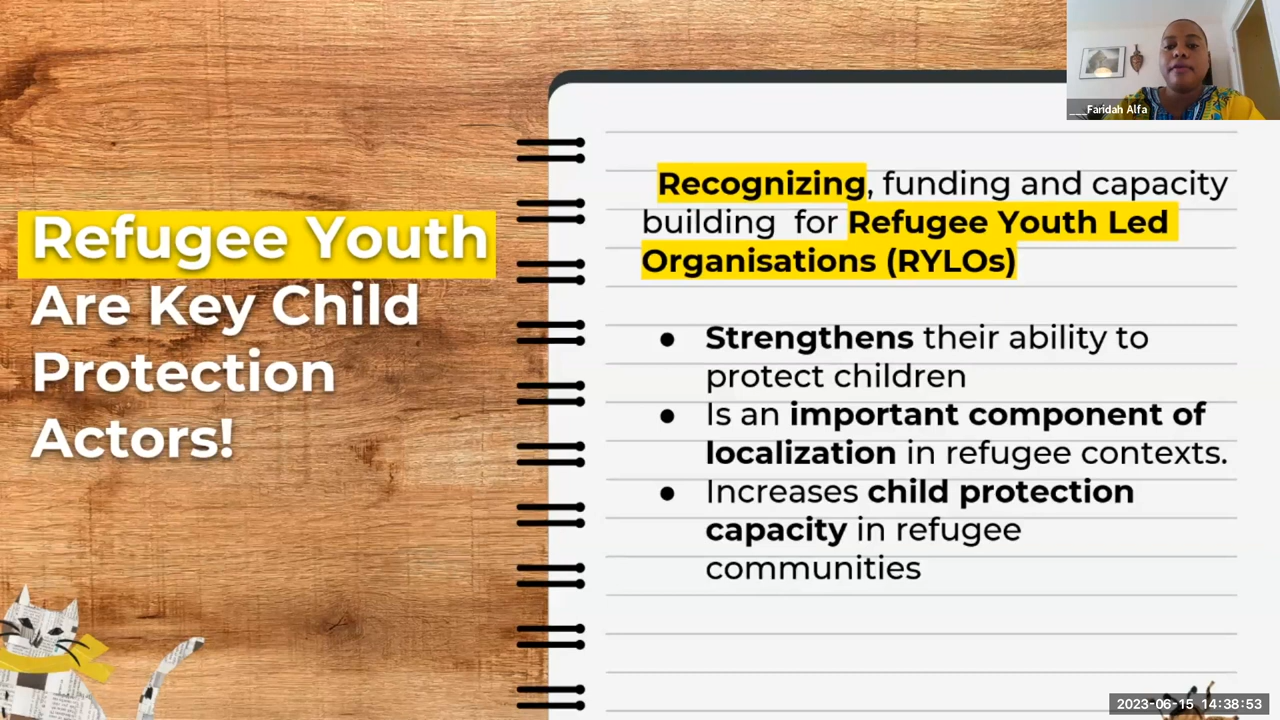 Refugee Youth
Are Key Child
Protection
Actors!
Recognizing, funding and capacity
building for Refugee Youth Led
Organisations (RYLOs)
● Strengthens their ability to
protect children
● Is an important component of
localization in refugee contexts.
● Increases child protection
capacity in refugee
communities
___Faridah Alfa
2023-06-15 14:38:53